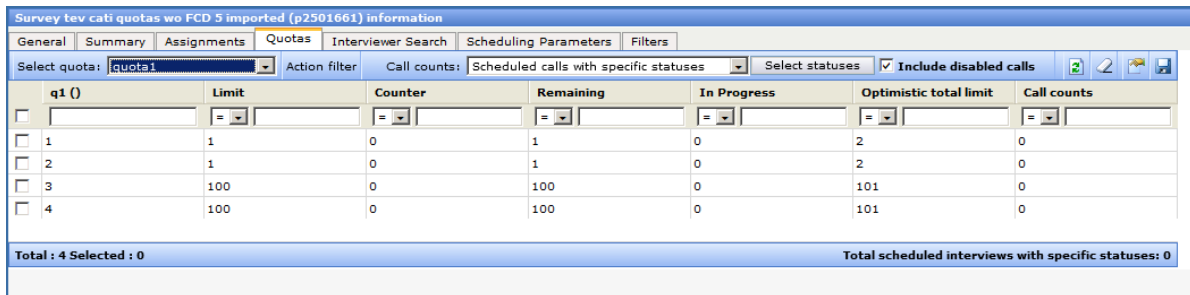 Survey tev cati quotas wo FCD 5 imported (p2501661) information
General Summary Assignments Quotas Interviewer Search Scheduling Parameters Filters
Select quota: quota1 Action filter Call counts: Scheduled calls with specific statuses Select statuses Include disabled calls
q1 () Limit Counter Remaining In Progress Optimistic total limit Call counts
= = = = = =
1 1 0 1 0 2 0
2 1 0 1 0 2 0
3 100 0 100 0 101 0
4 100 0 100 0 101 0
Total : 4 Selected : 0 Total scheduled interviews with specific statuses: 0